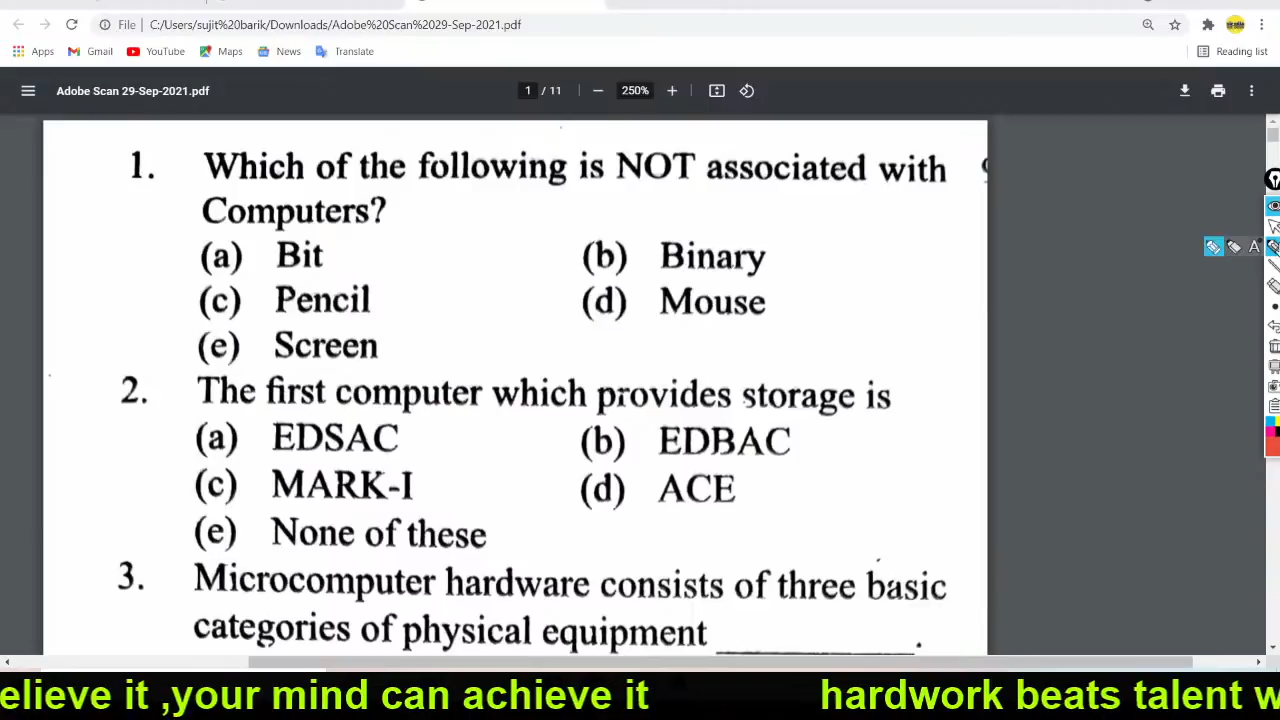 File C:/Users/sujit%20barik/Downloads/Adobe%20Scan%2029-Sep-2021.pdf
Apps Gmail YouTube Maps News Translate Reading list
Adobe Scan 29-Sep-2021.pdf 1 / 11 250%
1. Which of the following is NOT associated with
Computers?
(a) Bit (b) Binary
(c) Pencil (d) Mouse
(e) Screen
2. The first computer which provides storage is
(a) EDSAC (b) EDBAC
(c) MARK-I (d) ACE
(e) None of these
3. Microcomputer hardware consists of three basic
categories of physical equipment ____________.
elieve it ,your mind can achieve it hardwork beats talent w